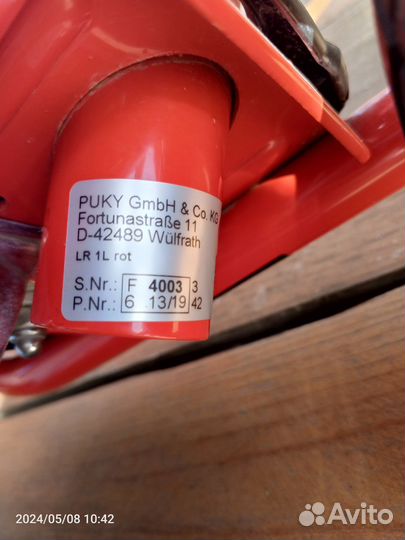 PUKY GmbH & Co. KG
Fortunastraße 11
D-42489 Wülfrath
LR 1L rot
S.Nr.: F 4003 3
P.Nr.: 6 13/19 42
2024/05/08 10:42
Avito